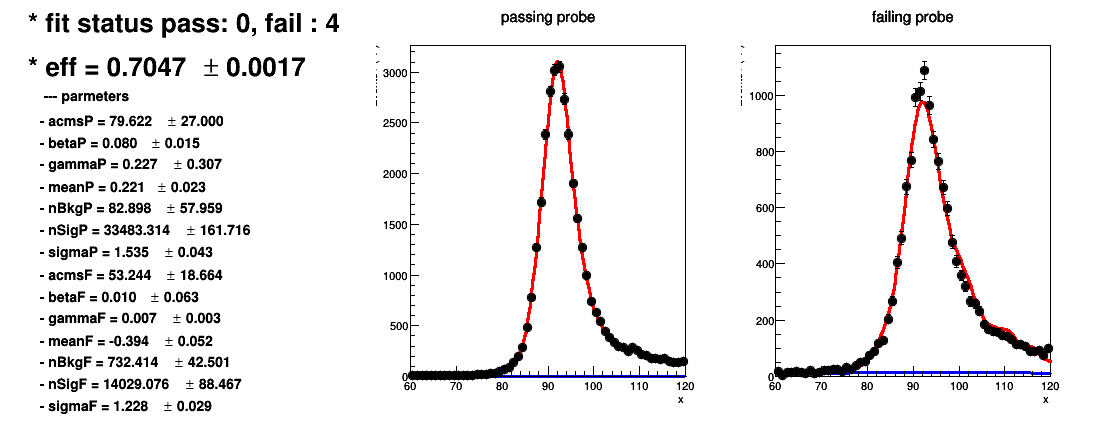 * fit status pass: 0, fail : 4
* eff = 0.7047 ± 0.0017
--- parmeters
- acmsP = 79.622 ± 27.000
- betaP = 0.080 ± 0.015
- gammaP = 0.227 ± 0.307
- meanP = 0.221 ± 0.023
- nBkgP = 82.898 ± 57.959
- nSigP = 33483.314 ± 161.716
- sigmaP = 1.535 ± 0.043
- acmsF = 53.244 ± 18.664
- betaF = 0.010 ± 0.063
- gammaF = 0.007 ± 0.003
- meanF = -0.394 ± 0.052
- nBkgF = 732.414 ± 42.501
- nSigF = 14029.076 ± 88.467
- sigmaF = 1.228 ± 0.029
passing probe
3000
2500
2000
1500
1000
500
0
60 70 80 90 100 110 120
x
failing probe
1000
800
600
400
200
0
60 70 80 90 100 110 120
x